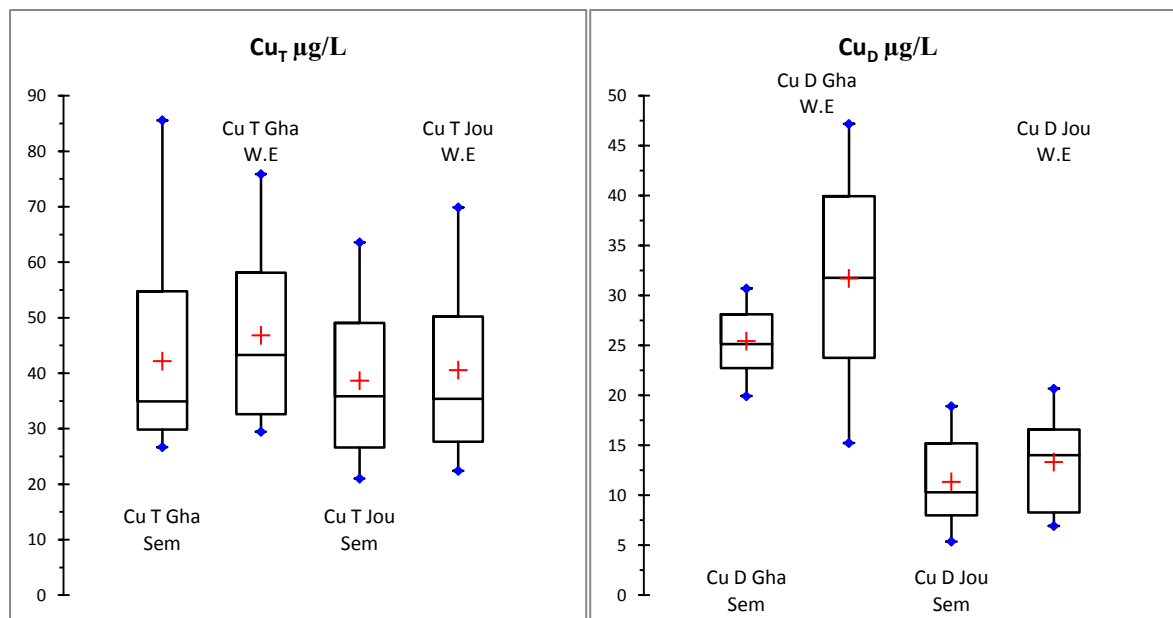 Cu_T µg/L
90
80
70
60
50
40
30
20
10
0
Cu T Gha
W.E
Cu T Jou
W.E
Cu T Gha
Sem
Cu T Jou
Sem
Cu_D µg/L
50
45
40
35
30
25
20
15
10
5
0
Cu D Gha
W.E
Cu D Jou
W.E
Cu D Gha
Sem
Cu D Jou
Sem